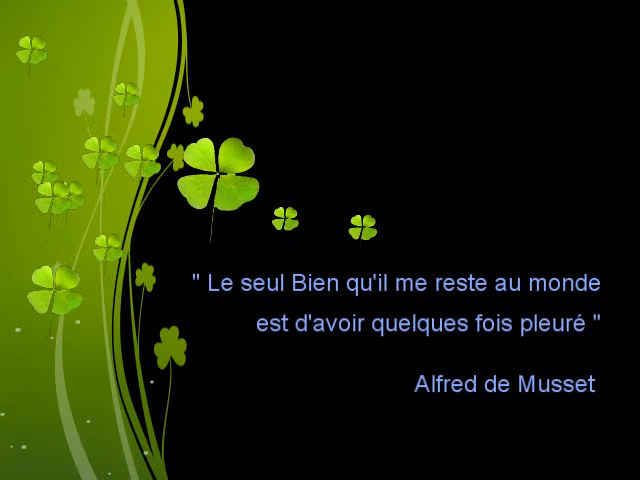 " Le seul Bien qu'il me reste au monde
est d'avoir quelques fois pleuré "
Alfred de Musset